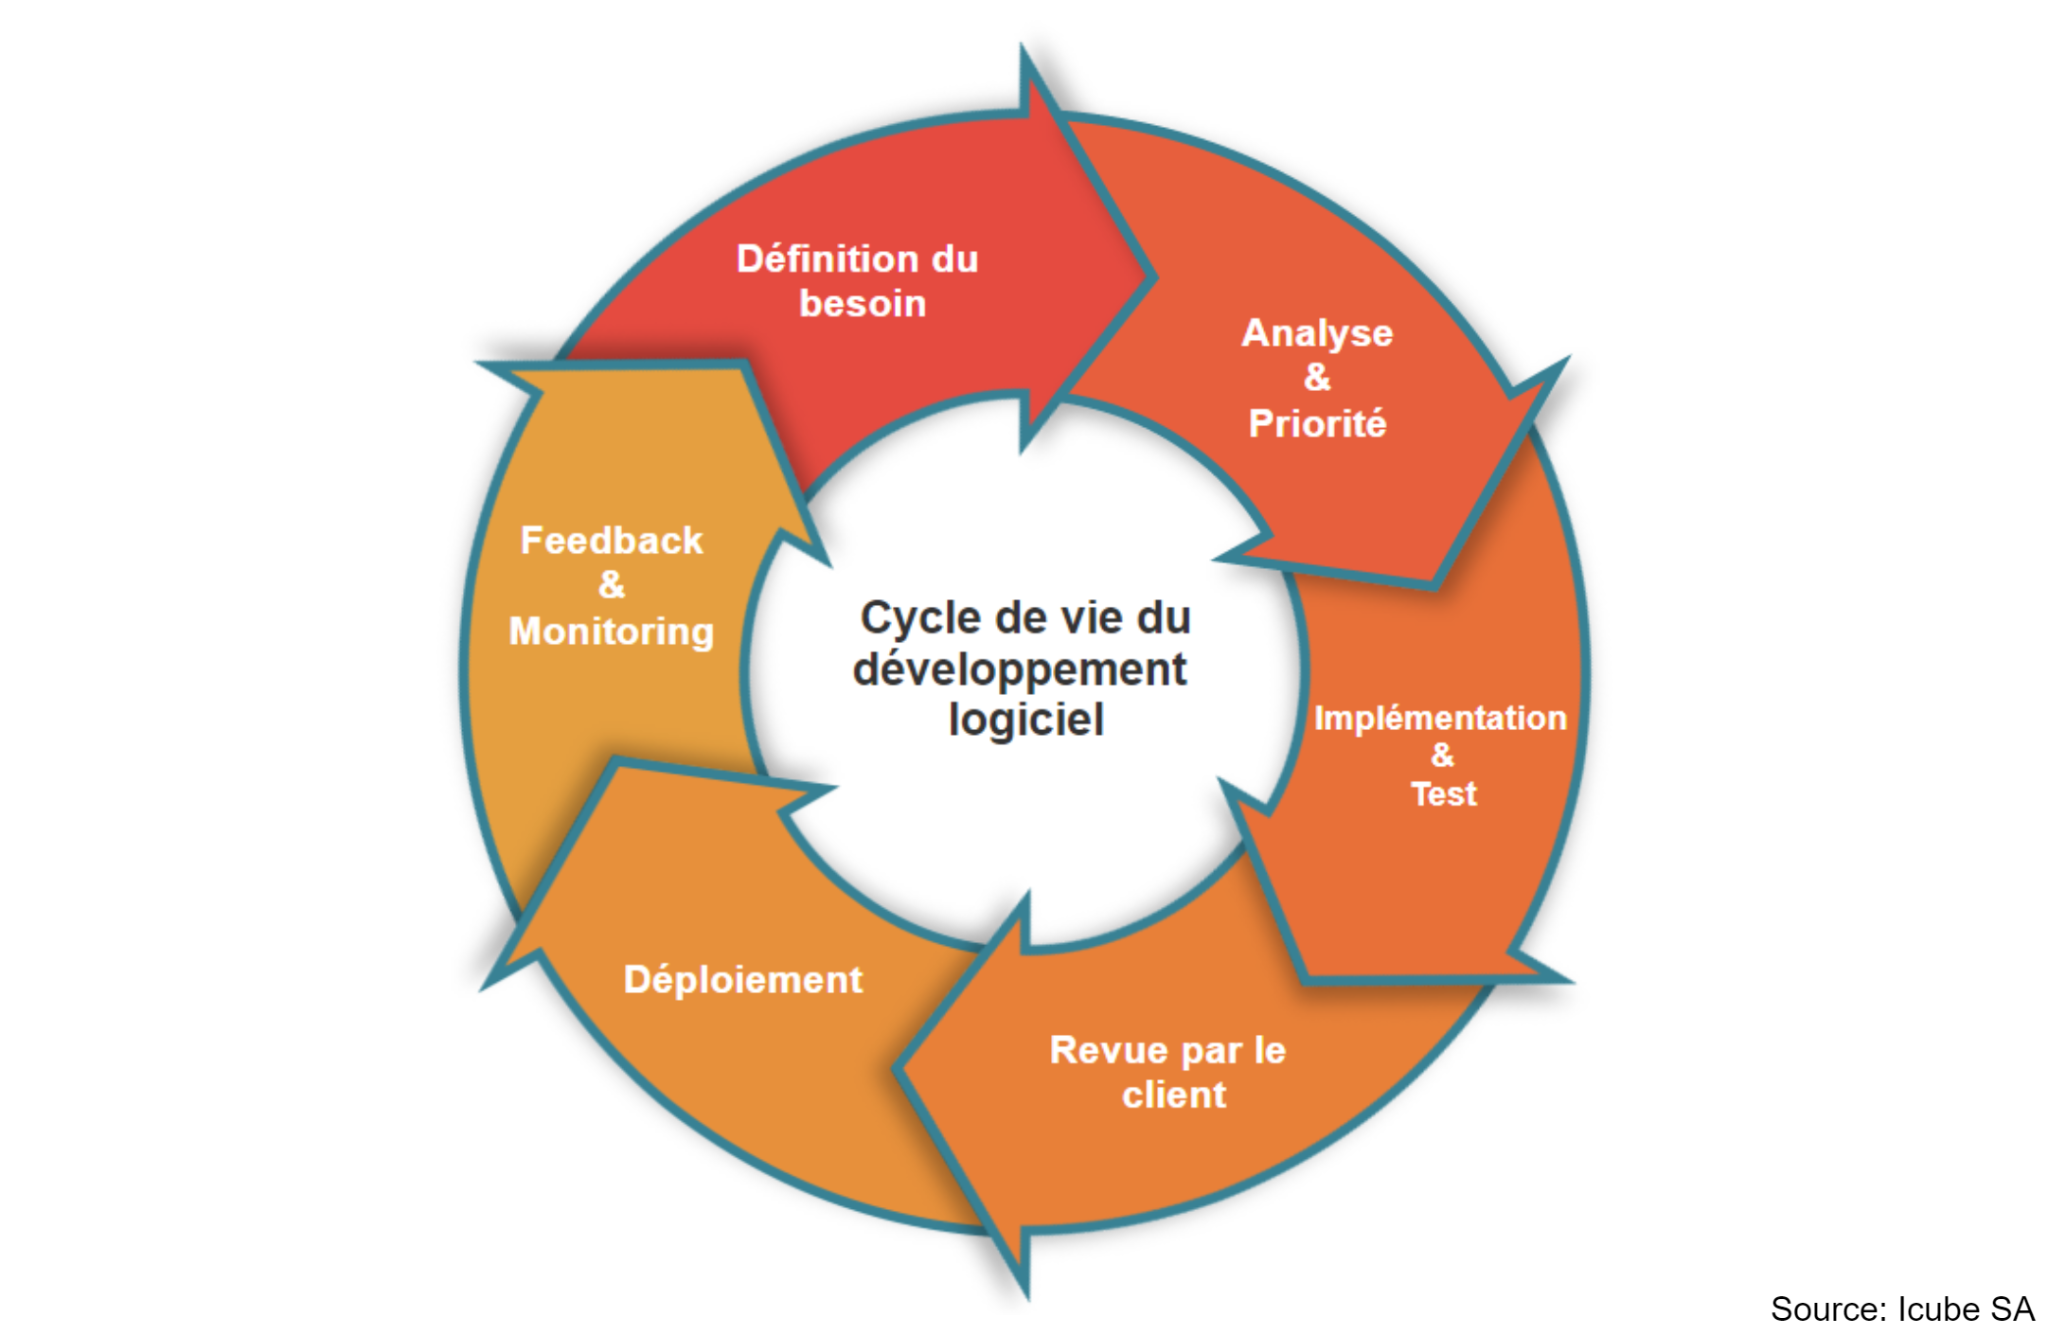 Définition du
besoin
Analyse
&
Priorité
Implémentation
&
Test
Revue par le
client
Déploiement
Feedback
&
Monitoring
Cycle de vie du
développement
logiciel
Source: Icube SA